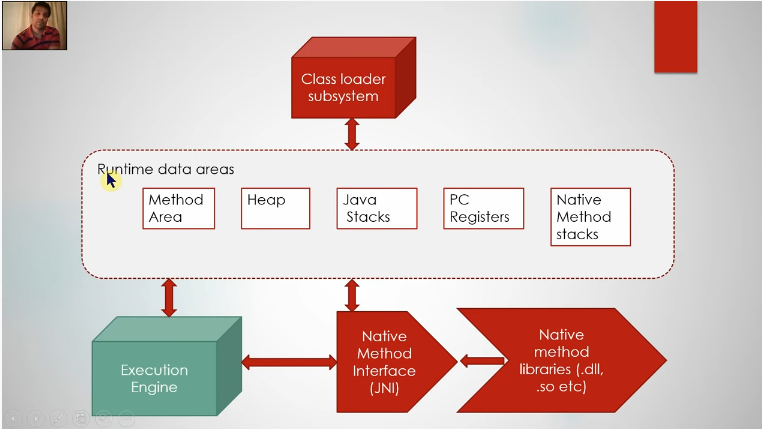 Class loader
subsystem
Runtime data areas
Method
Area
Heap
Java
Stacks
PC
Registers
Native
Method
stacks
Execution
Engine
Native
Method
Interface
(JNI)
Native
method
libraries (.dll,
.so etc)